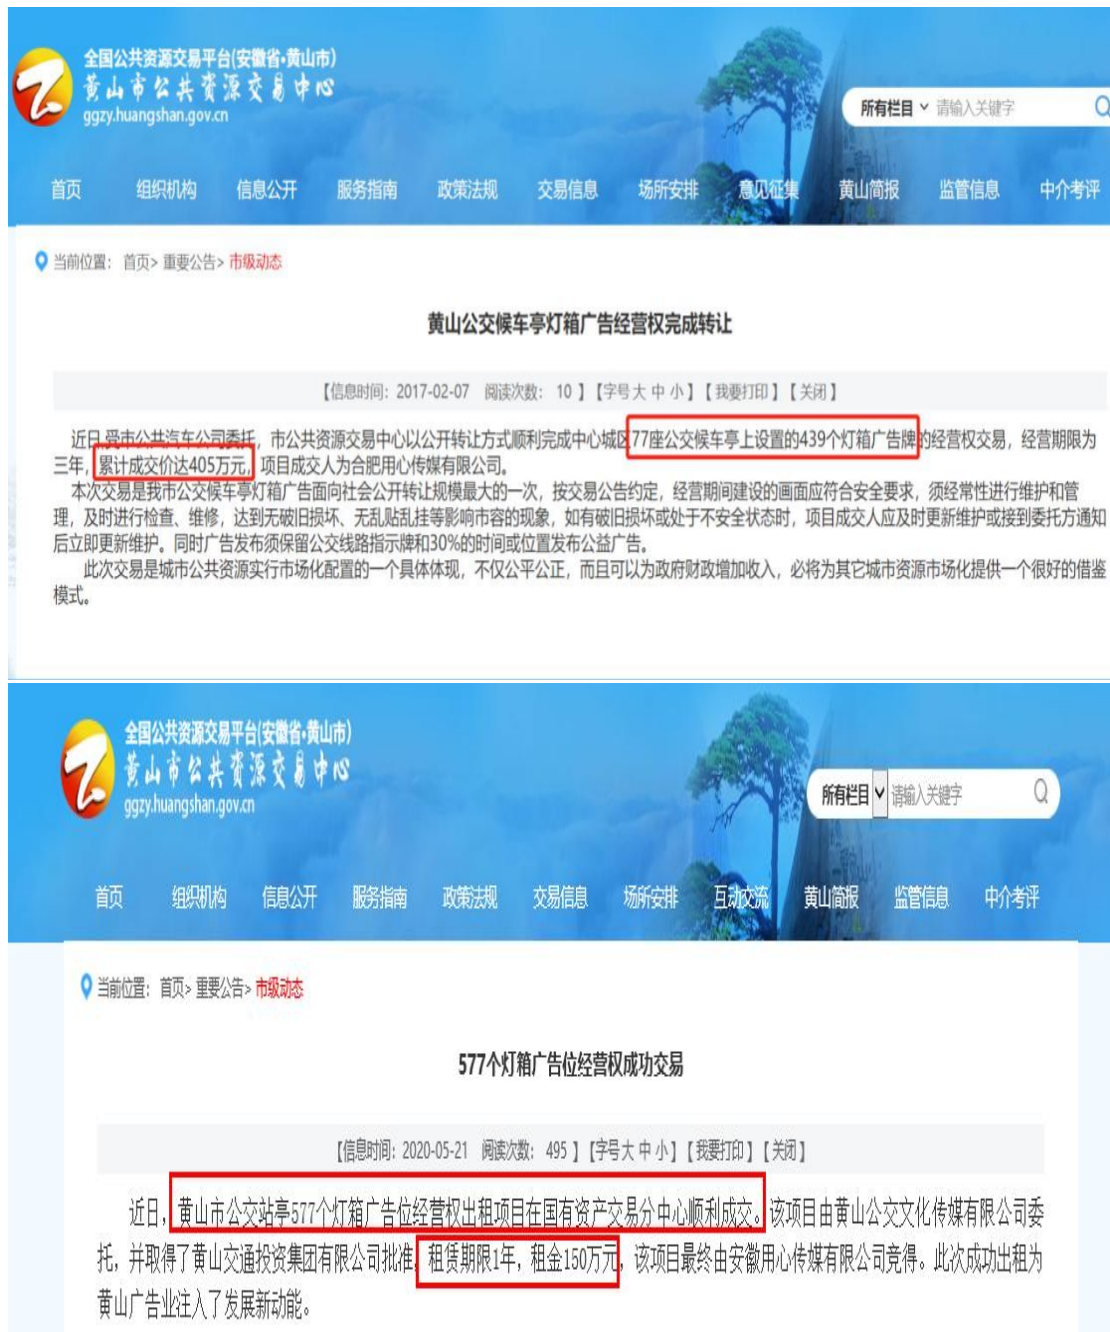 全国公共资源交易平台(安徽省·黄山市)
黄山市公共资源交易中心
ggzy.huangshan.gov.cn
所有栏目 请输入关键字
首页 组织机构 信息公开 服务指南 政策法规 交易信息 场所安排 意见征集 黄山简报 监管信息 中介考评
当前位置： 首页> 重要公告> 市级动态
黄山公交候车亭灯箱广告经营权完成转让
【信息时间：2017-02-07 阅读次数： 10 】【字号大 中 小】【 我要打印 】【 关闭 】
近日,受市公共汽车公司委托，市公共资源交易中心以公开转让方式顺利完成中心城区77座公交候车亭上设置的439个灯箱广告牌的经营权交易，经营期限为
三年，累计成交价达405万元，项目成交人为合肥用心传媒有限公司。
本次交易是我市公交候车亭灯箱广告面向社会公开转让规模最大的一次，按交易公告约定，经营期间建设的画面应符合安全要求，须经常性进行维护和管
理，及时进行检查、维修，达到无破旧损坏、无乱贴乱挂等影响市容的现象，如有破旧损坏或处于不安全状态时，项目成交人应及时更新维护或接到委托方通知
后立即更新维护。同时广告发布须保留公交线路指示牌和30%的时间或位置发布公益广告。
此次交易是城市公共资源实行市场化配置的一个具体体现，不仅公平公正，而且可以为政府财政增加收入，必将为其它城市资源市场化提供一个很好的借鉴
模式。
全国公共资源交易平台(安徽省·黄山市)
黄山市公共资源交易中心
ggzy.huangshan.gov.cn
所有栏目 请输入关键字
首页 组织机构 信息公开 服务指南 政策法规 交易信息 场所安排 互动交流 黄山简报 监管信息 中介考评
当前位置： 首页> 重要公告> 市级动态
577个灯箱广告位经营权成功交易
【信息时间：2020-05-21 阅读次数： 495 】【字号大 中 小】【 我要打印 】【 关闭 】
近日，黄山市公交站亭577个灯箱广告位经营权出租项目在国有资产交易分中心顺利成交。该项目由黄山公交文化传媒有限公司委
托，并取得了黄山交通投资集团有限公司批准，租赁期限1年，租金150万元，该项目最终由安徽用心传媒有限公司竞得。此次成功出租为
黄山广告业注入了发展新动能。